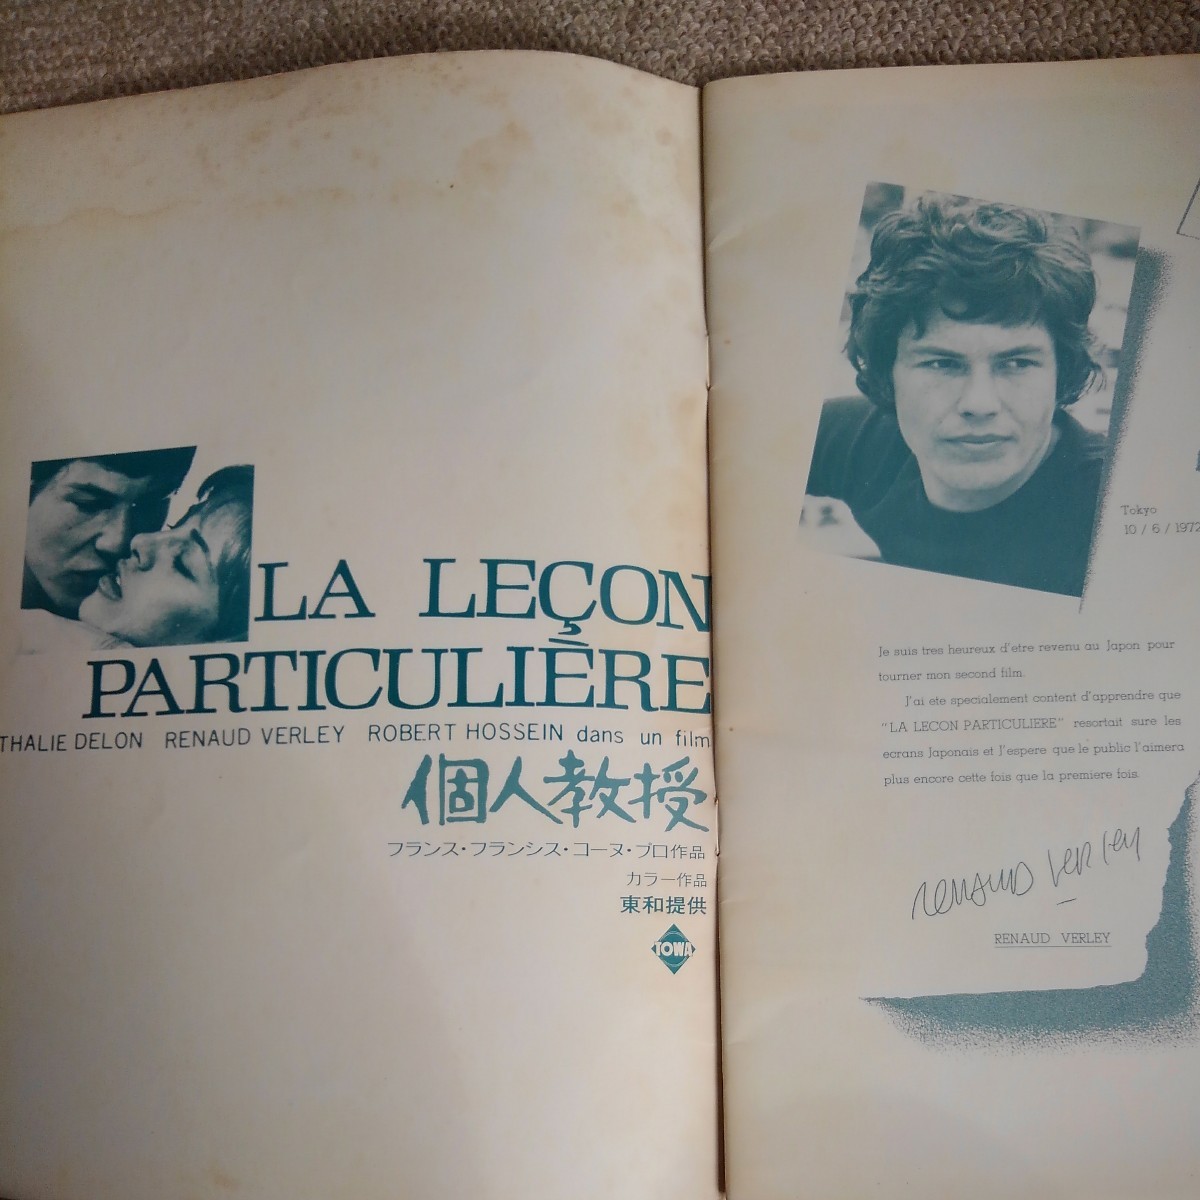 LA LEÇON
PARTICULIÈRE
THALIE DELON RENAUD VERLEY ROBERT HOSSEIN dans un film
個人教授
フランス・フランシス・コーヌ・プロ作品
カラー作品
東和提供
TOWA
Tokyo
10 / 6 / 1972
Je suis tres heureux d'etre revenu au Japon pour
tourner mon second film.
J'ai ete specialement content d'apprendre que
"LA LECON PARTICULIERE" resortait sure les
ecrans Japonais et J'espere que le public l'aimera
plus encore cette fois que la premiere fois.
RENAUD VERLEY
RENAUD VERLEY